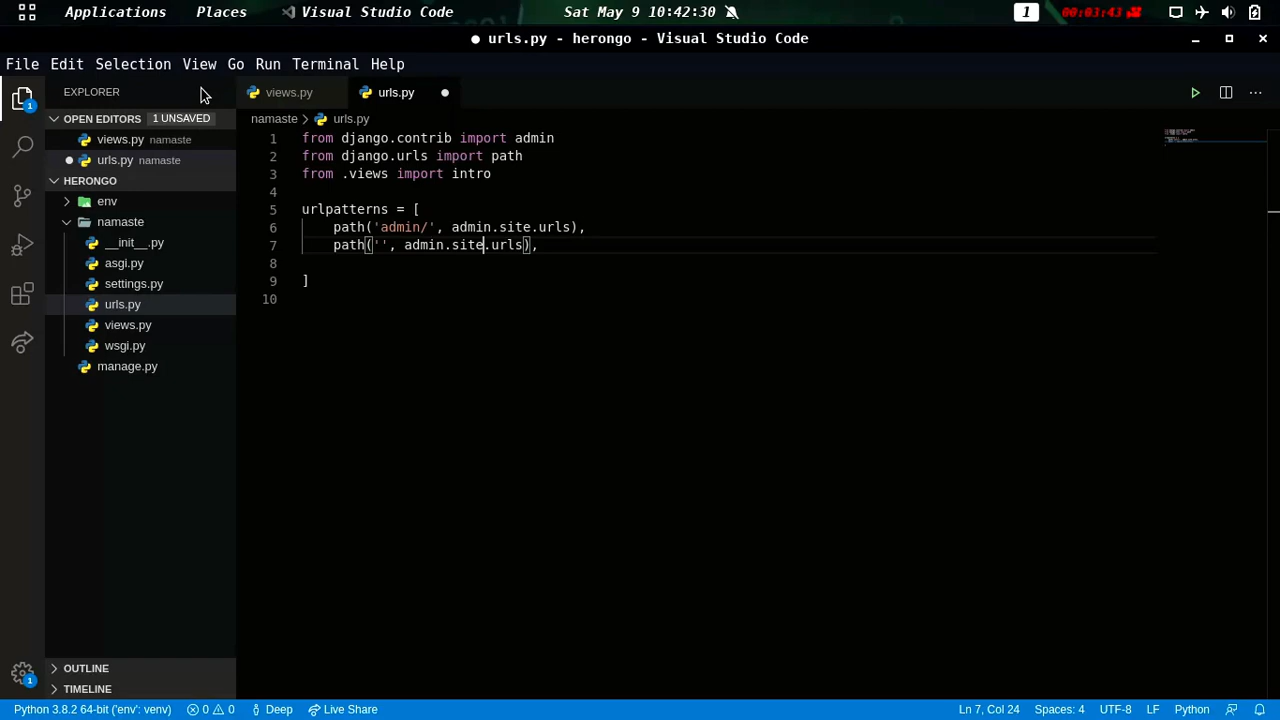 Applications Places Visual Studio Code Sat May 9 10:42:30 1 00:03:43
urls.py - herongo - Visual Studio Code
File Edit Selection View Go Run Terminal Help
EXPLORER
views.py urls.py
OPEN EDITORS 1 UNSAVED
views.py namaste
urls.py namaste
HERONGO
env
namaste
__init__.py
asgi.py
settings.py
urls.py
views.py
wsgi.py
manage.py
OUTLINE
TIMELINE
namaste urls.py
1 from django.contrib import admin
2 from django.urls import path
3 from .views import intro
4
5 urlpatterns = [
6 path('admin/', admin.site.urls),
7 path('', admin.site.urls),
8
9 ]
10
1
1
Python 3.8.2 64-bit ('env': venv) 0 0 Deep Live Share Ln 7, Col 24 Spaces: 4 UTF-8 LF Python